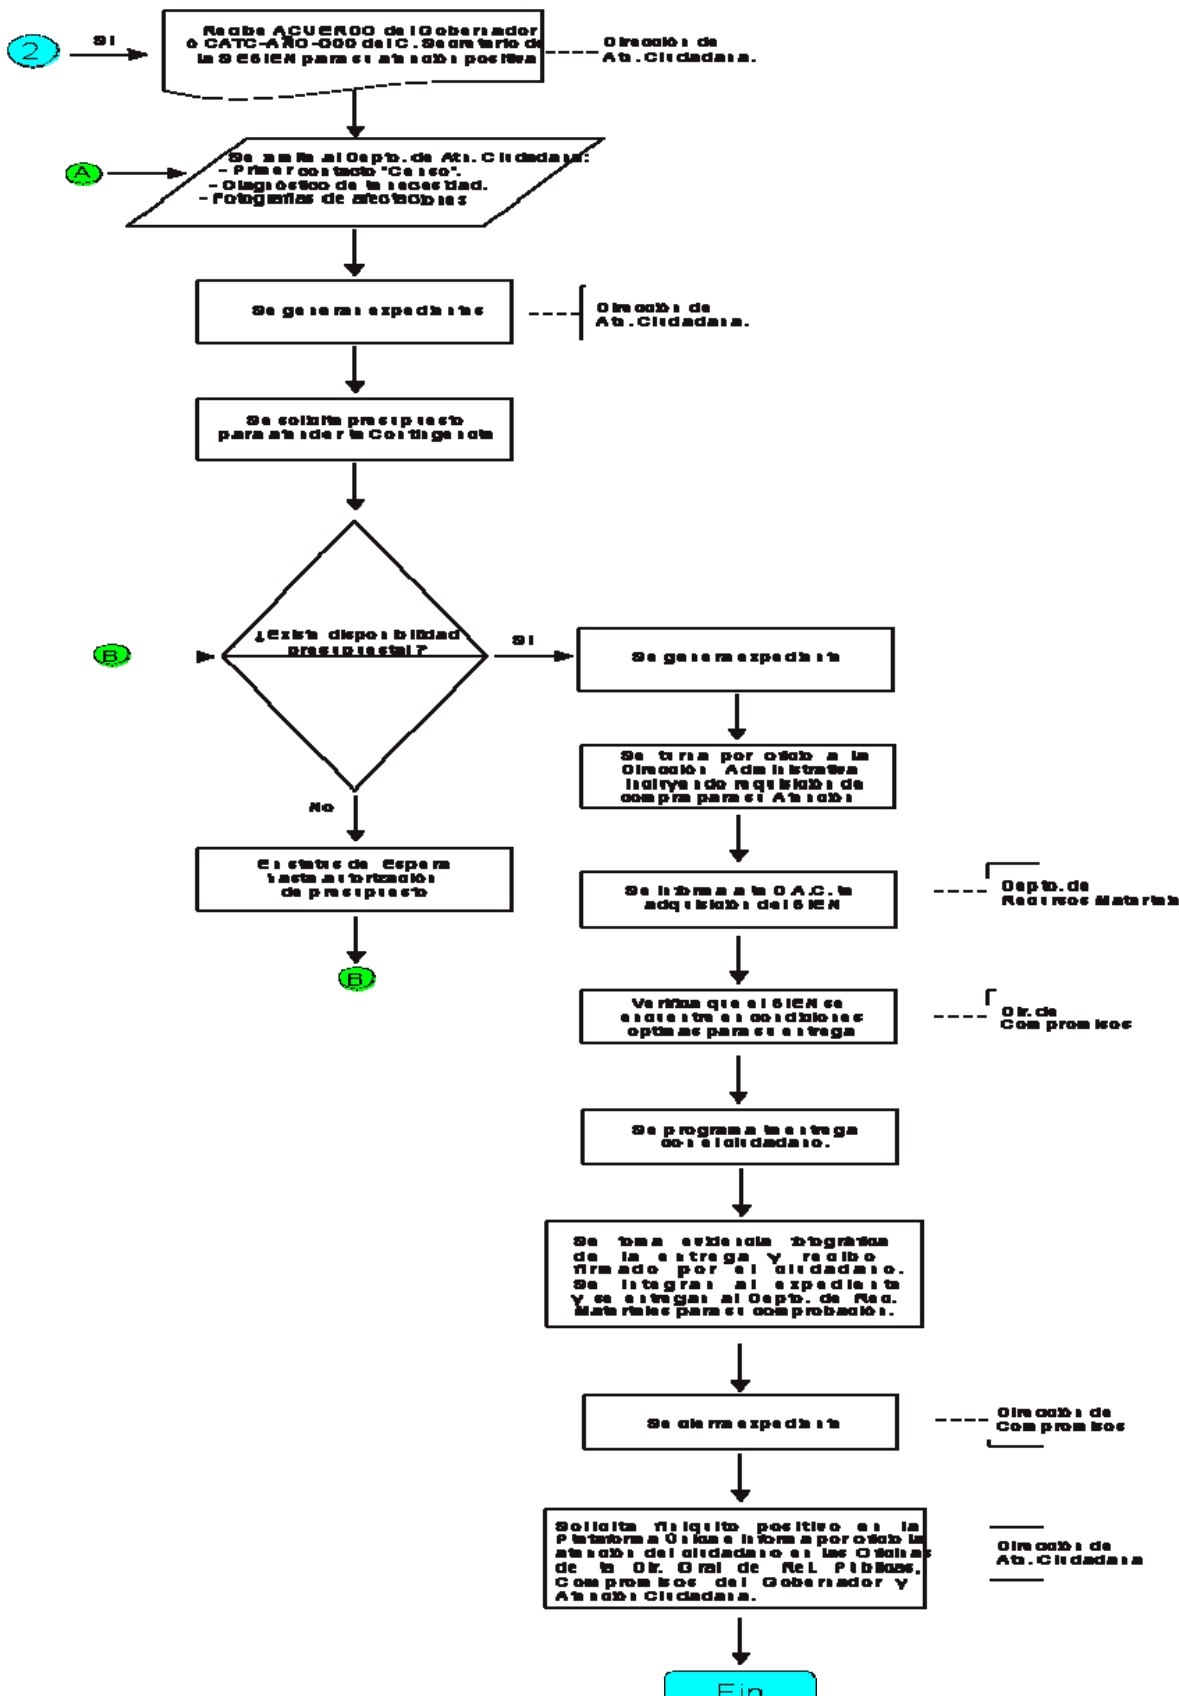 2
SI
Recibe ACUERDO del Gobernador
ó CATC-AÑO-000 del C. Secretario de
la SEBIEN para su atención positiva
Dirección de
Atn. Ciudadana.
A
Se remite al Depto. de Atn. Ciudadana:
- Primer contacto "Censo".
- Diagnóstico de la necesidad.
- Fotografías de afectaciones
Se generan expedientes
Dirección de
Atn. Ciudadana.
Se solicita presupuesto
para atender la Contingencia
B
¿Existe disponibilidad
presupuestal?
SI
Se genera expediente
No
Se turna por oficio a la
Dirección Administrativa
incluyendo requisición de
compra para su Atención
En status de Espera
hasta autorización
de presupuesto
B
Se informa a la D.A.C. la
adquisición del BIEN
Depto. de
Recursos Materiales
Verifica que el BIEN se
encuentre en condiciones
optimas para su entrega
Dir. de
Compromisos
Se programa la entrega
con el ciudadano.
Se toma evidencia fotográfica
de la entrega y recibo
firmado por el ciudadano.
Se integran al expediente
y se entregan al Depto. de Rec.
Materiales para su comprobación.
Se cierra expediente
Dirección de
Compromisos
Solicita finiquito positivo en la
Plataforma Única e informa por oficio la
atención del ciudadano en las Oficinas
de la Dir. Gral de Rel. Públicas,
Compromisos del Gobernador y
Atención Ciudadana.
Dirección de
Atn. Ciudadana
Fin